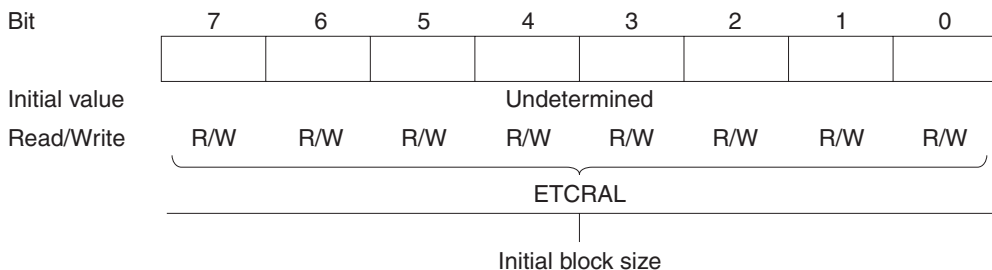 Bit 7 6 5 4 3 2 1 0
Initial value Undetermined
Read/Write R/W R/W R/W R/W R/W R/W R/W R/W
ETCRAL
Initial block size